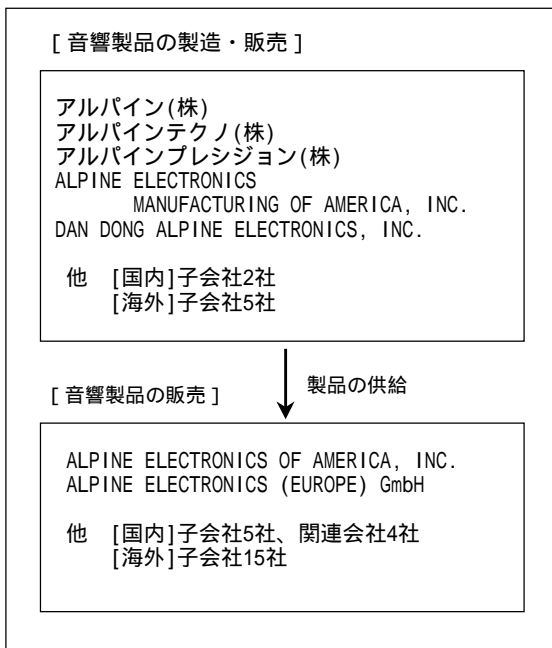 [ 音響製品の製造・販売 ]
アルパイン(株)
アルパインテクノ(株)
アルパインプレシジョン(株)
ALPINE ELECTRONICS
MANUFACTURING OF AMERICA, INC.
DAN DONG ALPINE ELECTRONICS, INC.
他 [国内]子会社2社
[海外]子会社5社
製品の供給
[ 音響製品の販売 ]
ALPINE ELECTRONICS OF AMERICA, INC.
ALPINE ELECTRONICS (EUROPE) GmbH
他 [国内]子会社5社、関連会社4社
[海外]子会社15社